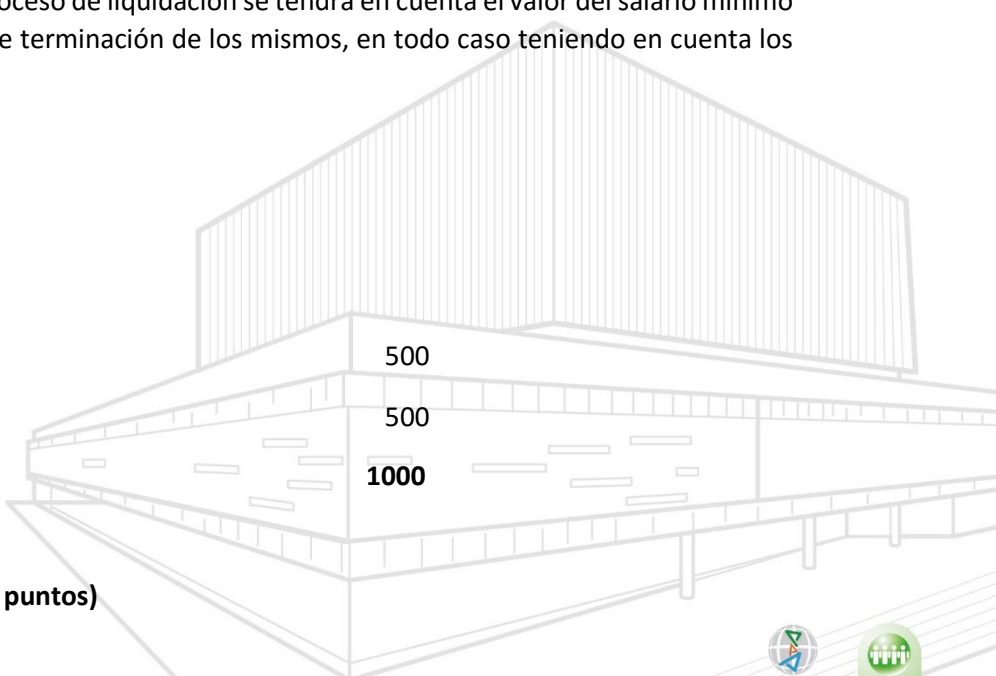 oceso de liquidación se tendrá en cuenta el valor del salario mínimo
e terminación de los mismos, en todo caso teniendo en cuenta los
500
500
1000
puntos)